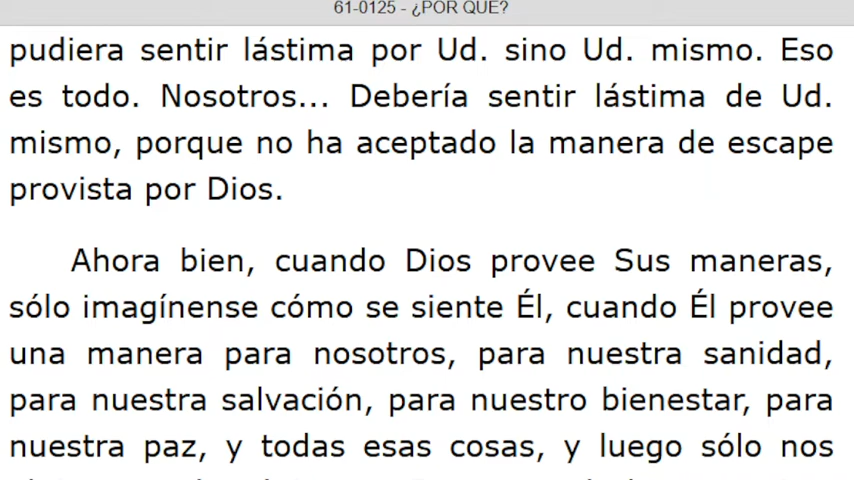 61-0125 - ¿POR QUE?
pudiera sentir lástima por Ud. sino Ud. mismo. Eso
es todo. Nosotros... Debería sentir lástima de Ud.
mismo, porque no ha aceptado la manera de escape
provista por Dios.
Ahora bien, cuando Dios provee Sus maneras,
sólo imagínense cómo se siente Él, cuando Él provee
una manera para nosotros, para nuestra sanidad,
para nuestra salvación, para nuestro bienestar, para
nuestra paz, y todas esas cosas, y luego sólo nos